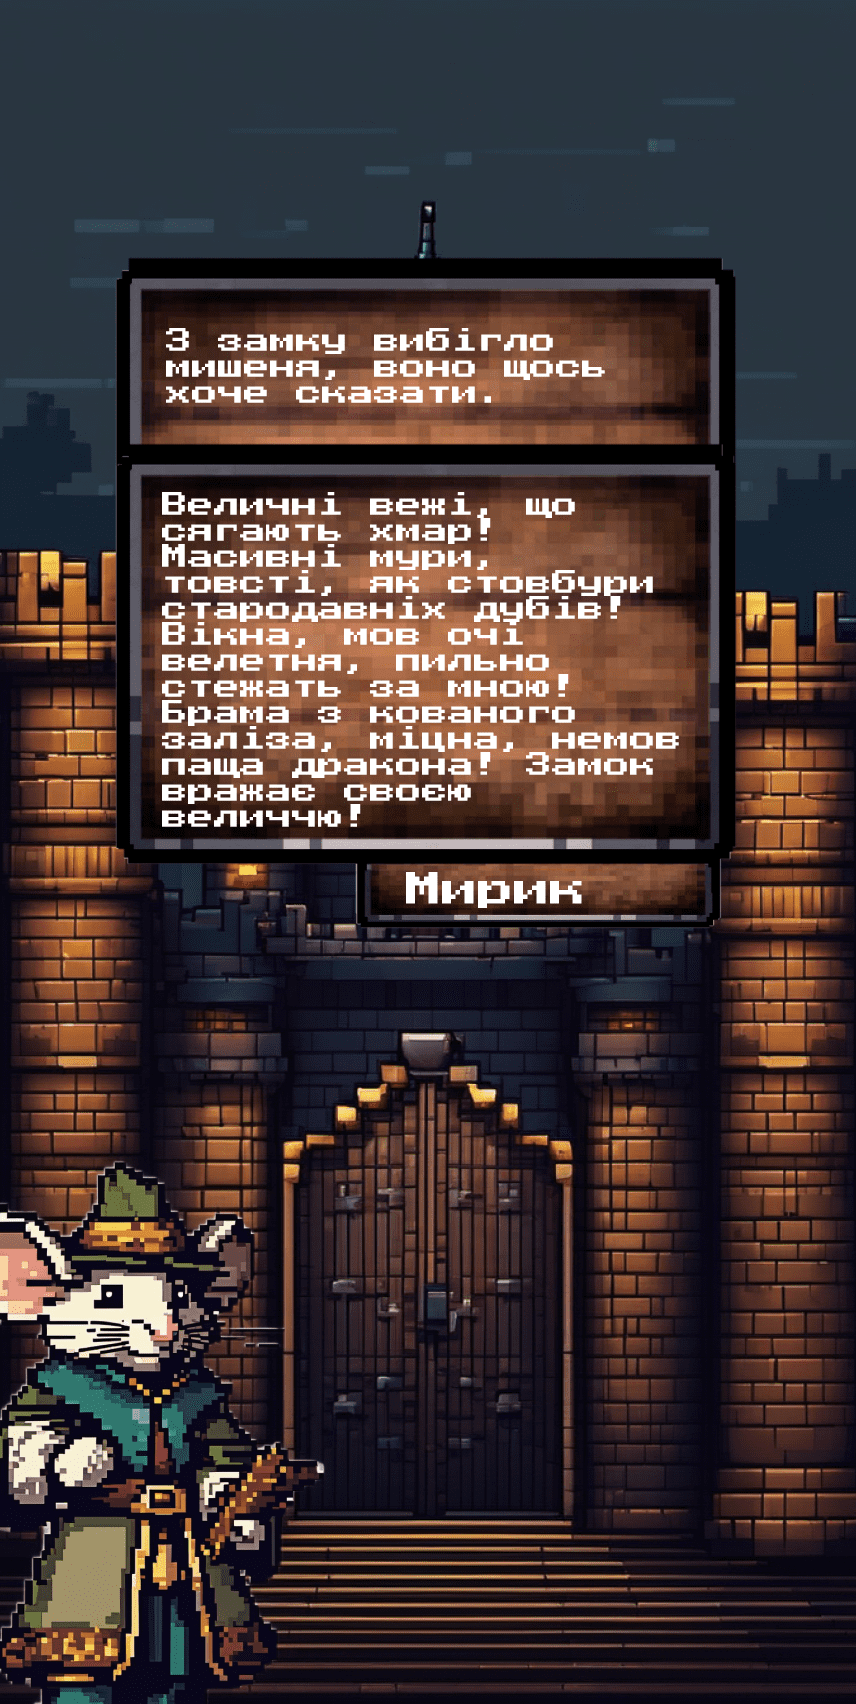 З замку вибігло
мишеня, воно щось
хоче сказати.
Величні вежі, що
сягають хмар!
Масивні мури,
товсті, як стовбури
стародавніх дубів!
Вікна, мов очі
велетня, пильно
стежать за мною!
Брама з кованого
заліза, міцна, немов
паща дракона! Замок
вражає своєю
величчю!
Мирик